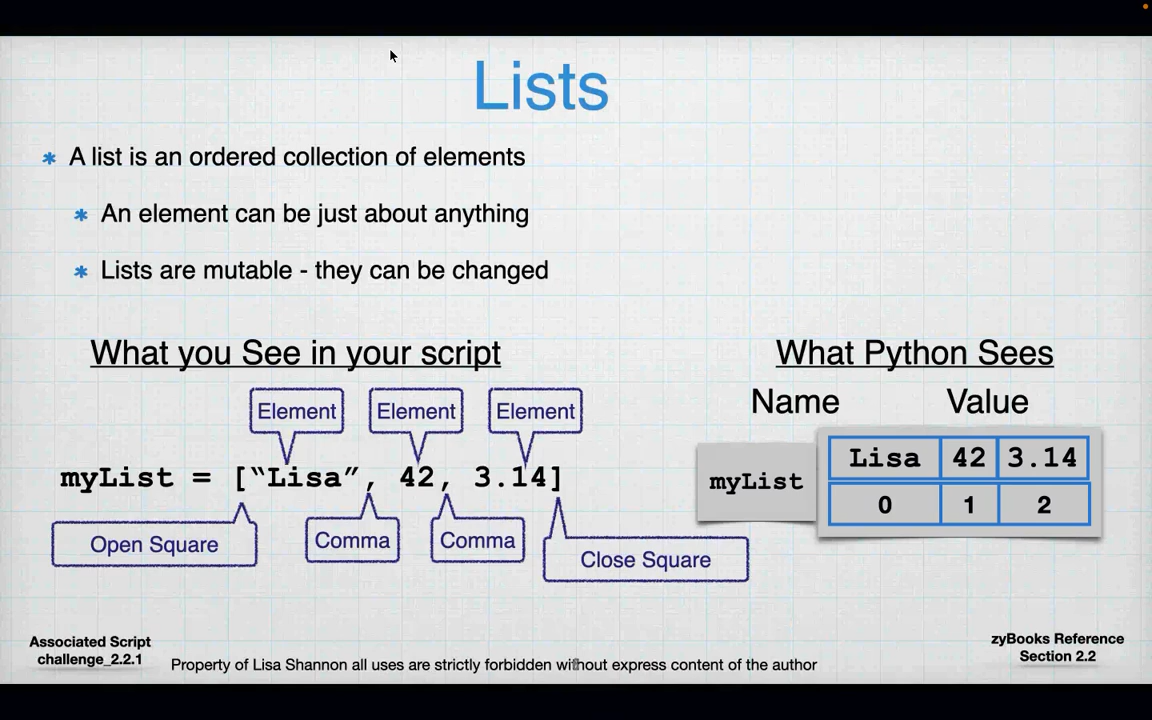 Lists
* A list is an ordered collection of elements
* An element can be just about anything
* Lists are mutable - they can be changed
What you See in your script
Element Element Element
myList = [“Lisa”, 42, 3.14]
Open Square Comma Comma Close Square
What Python Sees
Name Value
myList
Lisa 42 3.14
0 1 2
Associated Script
challenge_2.2.1
Property of Lisa Shannon all uses are strictly forbidden without express content of the author
zyBooks Reference
Section 2.2